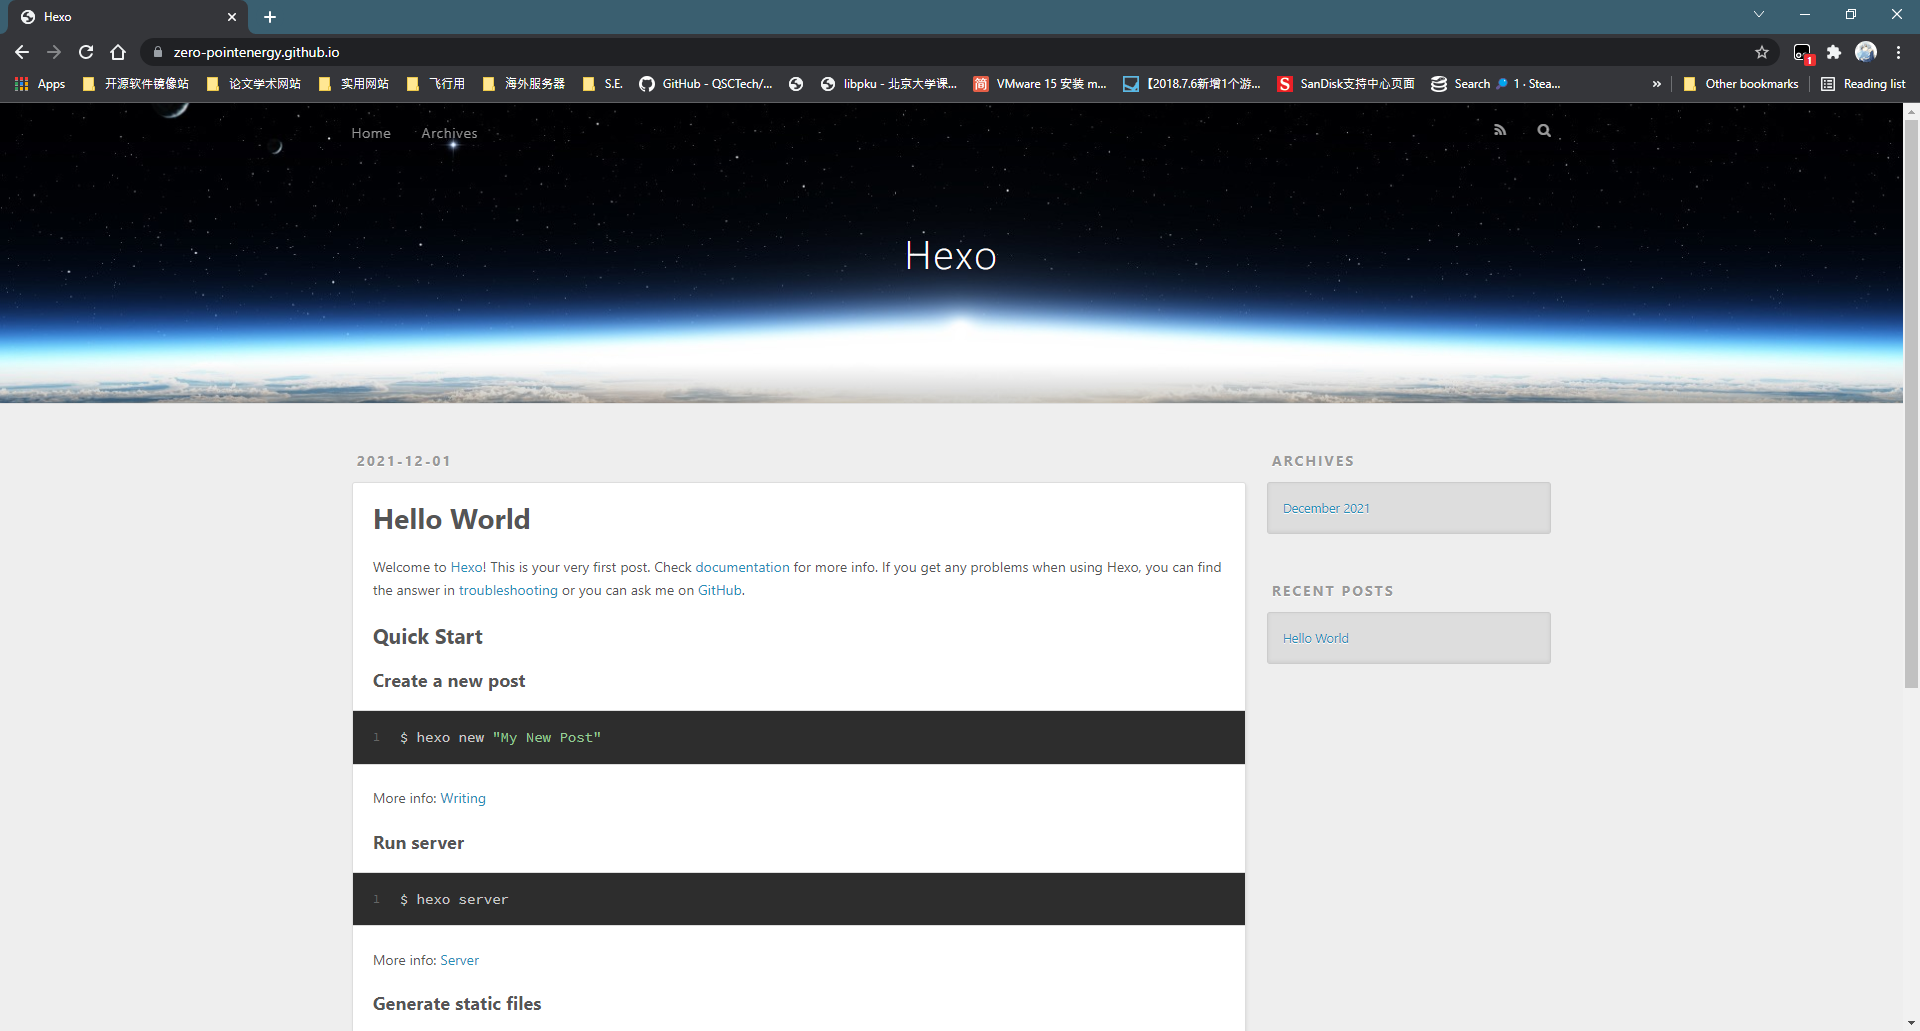 Hexo
zero-pointenergy.github.io
1
Apps 开源软件镜像站 论文学术网站 实用网站 飞行用 海外服务器 S.E. GitHub - QSCTech/... libpku - 北京大学课... VMware 15 安装 m... 【2018.7.6新增1个游... SanDisk支持中心页面 Search 🔎 1 · Stea... » Other bookmarks Reading list
Home Archives
Hexo
2021-12-01
Hello World
Welcome to Hexo! This is your very first post. Check documentation for more info. If you get any problems when using Hexo, you can find
the answer in troubleshooting or you can ask me on GitHub.
Quick Start
Create a new post
1 $ hexo new "My New Post"
More info: Writing
Run server
1 $ hexo server
More info: Server
Generate static files
ARCHIVES
December 2021
RECENT POSTS
Hello World